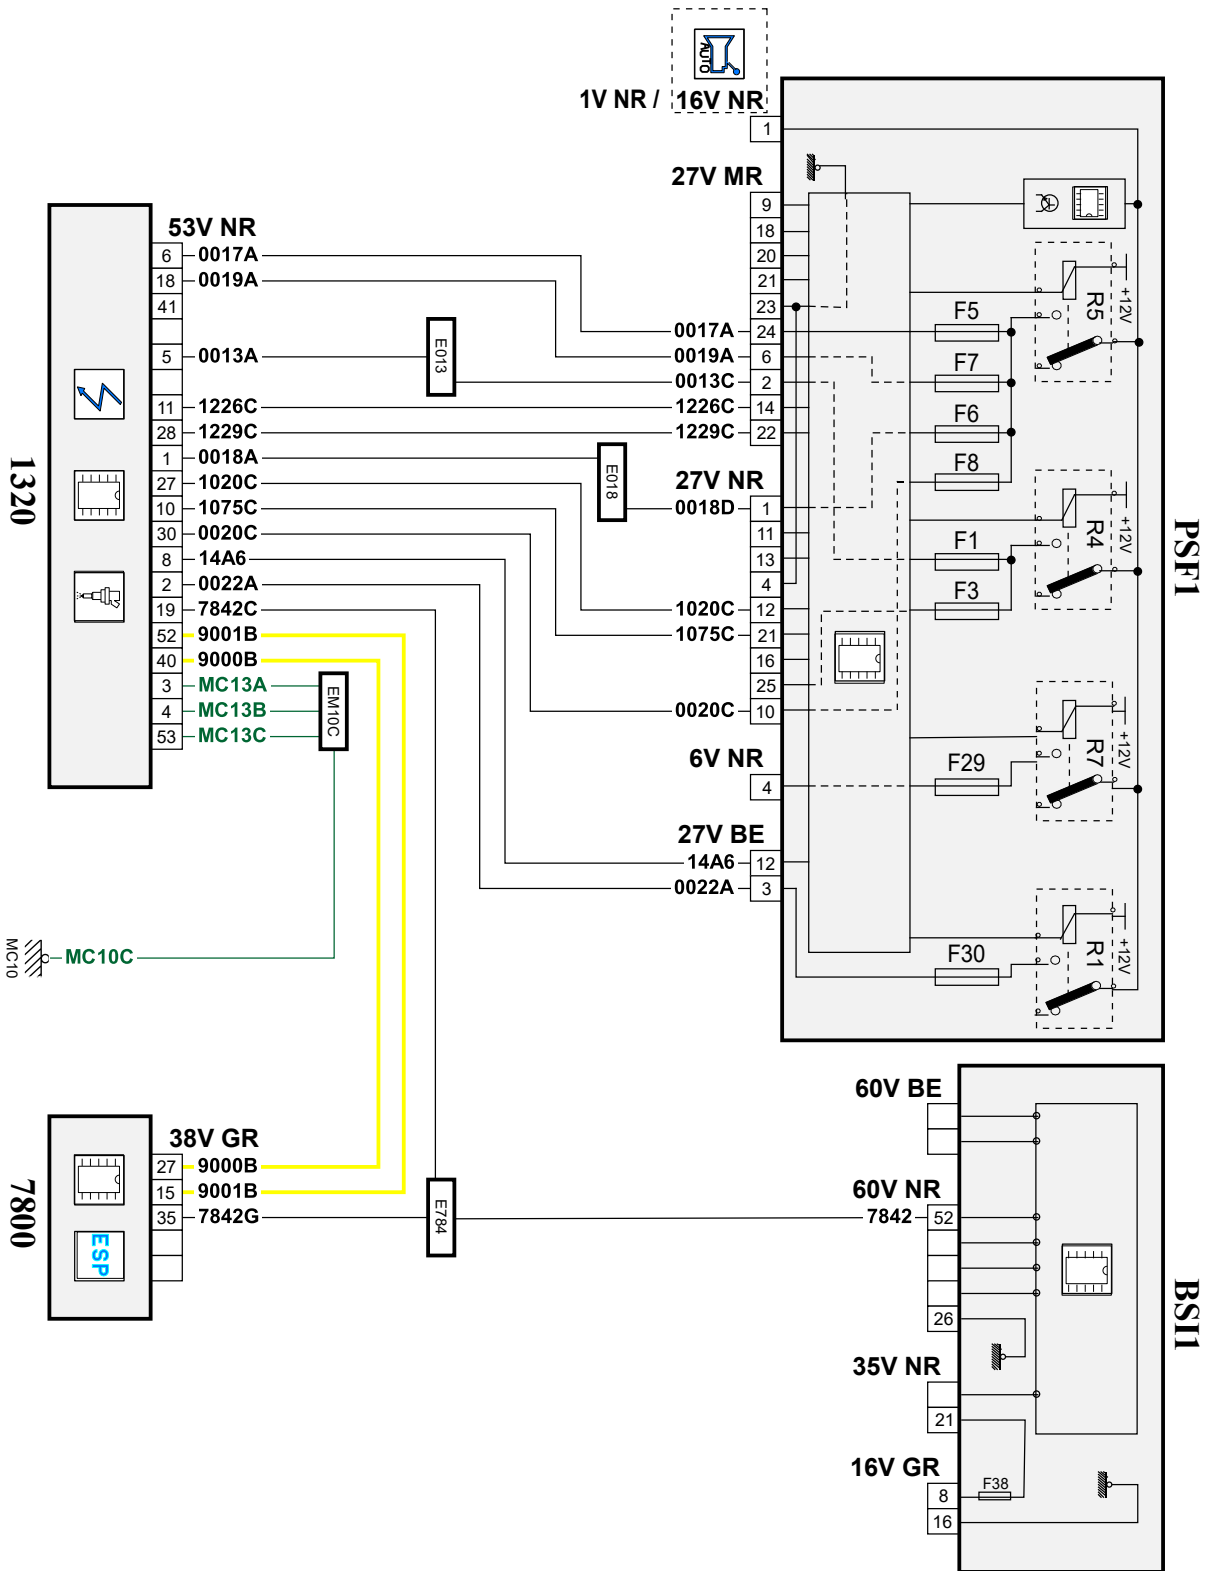 AUTO
1V NR / 16V NR
1
27V MR
9
18
20
21
23
0017A 24
0019A 6
0013C 2
1226C 14
1229C 22
27V NR
0018D 1
11
13
4
1020C 12
1075C 21
16
25
0020C 10
6V NR
4
27V BE
14A6 12
0022A 3
F5
F7
F6
F8
F1
F3
F29
F30
R5
+12V
R4
+12V
R7
+12V
R1
+12V
PSF1
53V NR
6 0017A
18 0019A
41
5 0013A
11 1226C
28 1229C
1 0018A
27 1020C
10 1075C
30 0020C
8 14A6
2 0022A
19 7842C
52 9001B
40 9000B
3 MC13A
4 MC13B
53 MC13C
1320
E013
E018
EM10C
MC10C
MC10
38V GR
27 9000B
15 9001B
35 7842G
ESP
7800
E784
60V BE
60V NR
7842 52
26
35V NR
21
16V GR
8
16
F38
BSI1